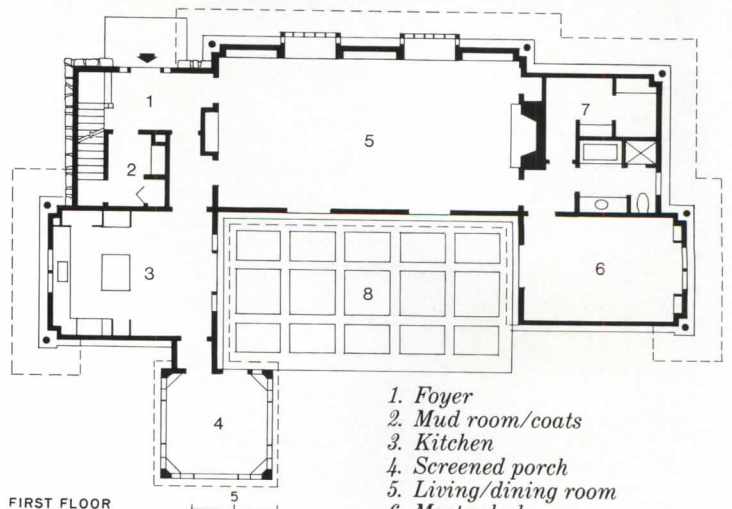 1
2
3
4
5
6
7
8
FIRST FLOOR
5
1. Foyer
2. Mud room/coats
3. Kitchen
4. Screened porch
5. Living/dining room